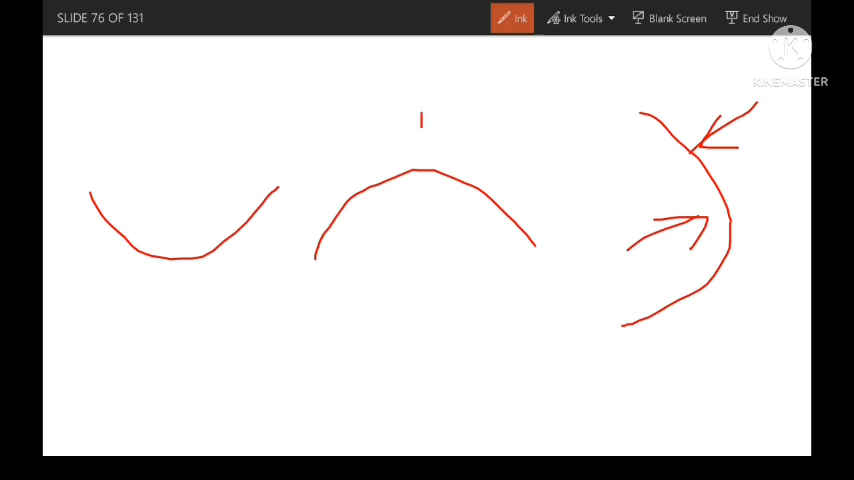 SLIDE 76 OF 131
Ink
Ink Tools
Blank Screen
End Show
K
KINEMASTER